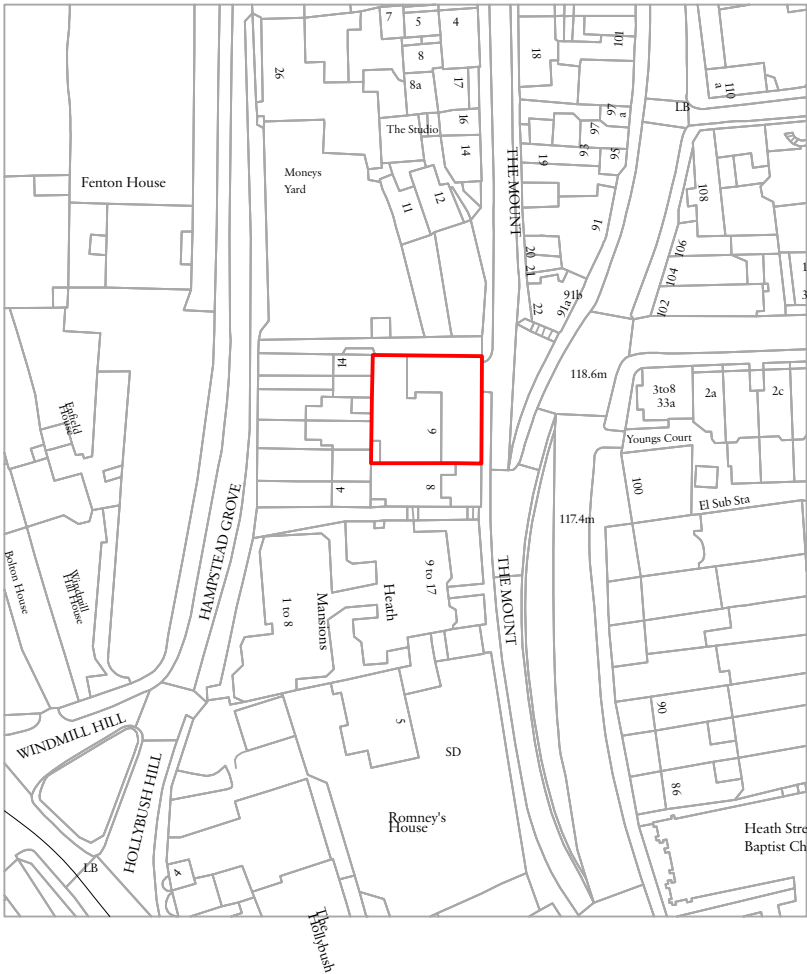 7
5
4
8
8a
17
16
The Studio
14
26
Fenton House
Moneys
Yard
11
12
THE MOUNT
18
101
97
a
97
93
95
19
91
20
21
22
91b
91a
LB
110
a
108
106
104
102
1
3
14
9
8
4
118.6m
3to8
33a
2a
2c
Youngs Court
100
El Sub Sta
117.4m
Enfield
House
HAMPSTEAD GROVE
Bolton House
Windmill
Hill House
1 to 8
Mansions
Heath
9 to 17
THE MOUNT
WINDMILL HILL
HOLLYBUSH HILL
LB
4
5
SD
Romney's
House
90
86
Heath Stre
Baptist Ch
The
Hollybush